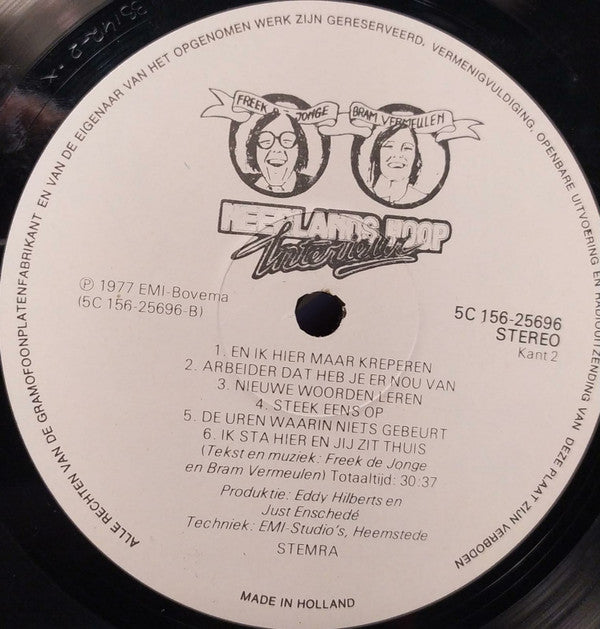 35142-2-X
ALLE RECHTEN VAN DE GRAMOFOONPLATENFABRIKANT EN VAN DE EIGENAAR VAN HET OPGENOMEN WERK ZIJN GERESERVEERD. VERMENIGVULDIGING, OPENBARE UITVOERING EN RADIOUITZENDING VAN DEZE PLAAT ZIJN VERBODEN
FREEK D JONGE BRAM VERMEULEN
NEERLANDS HOOP
Interieur
Ⓟ 1977 EMI-Bovema
(5C 156-25696-B)
5C 156-25696
STEREO
Kant 2
1. EN IK HIER MAAR KREPEREN
2. ARBEIDER DAT HEB JE ER NOU VAN
3. NIEUWE WOORDEN LEREN
4. STEEK EENS OP
5. DE UREN WAARIN NIETS GEBEURT
6. IK STA HIER EN JIJ ZIT THUIS
(Tekst en muziek: Freek de Jonge
en Bram Vermeulen) Totaaltijd: 30:37
Produktie: Eddy Hilberts en
Just Enschedé
Techniek: EMI-Studio's, Heemstede
STEMRA
MADE IN HOLLAND